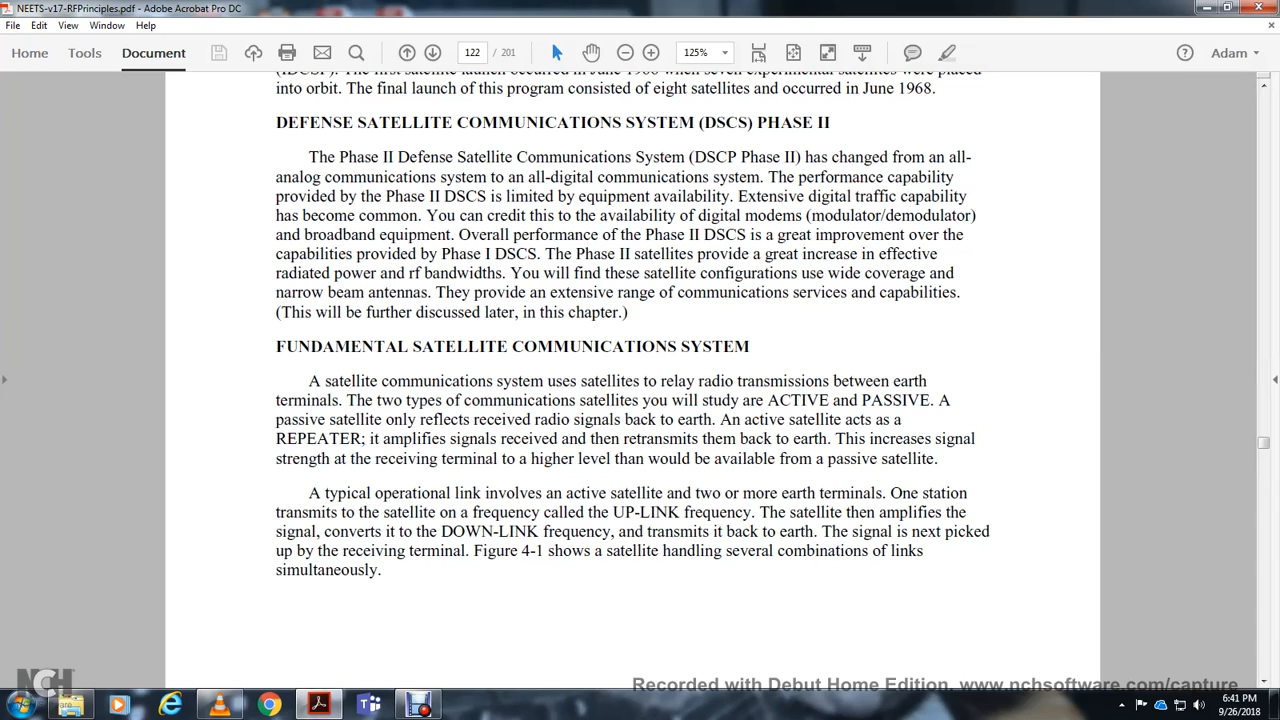 NEETS-v17-RFPrinciples.pdf - Adobe Acrobat Pro DC
File Edit View Window Help
Home Tools Document 122 / 201 125% Adam
(IDCSP). The first satellite launch occurred in June 1966 when seven experimental satellites were placed
into orbit. The final launch of this program consisted of eight satellites and occurred in June 1968.
DEFENSE SATELLITE COMMUNICATIONS SYSTEM (DSCS) PHASE II
The Phase II Defense Satellite Communications System (DSCP Phase II) has changed from an all-
analog communications system to an all-digital communications system. The performance capability
provided by the Phase II DSCS is limited by equipment availability. Extensive digital traffic capability
has become common. You can credit this to the availability of digital modems (modulator/demodulator)
and broadband equipment. Overall performance of the Phase II DSCS is a great improvement over the
capabilities provided by Phase I DSCS. The Phase II satellites provide a great increase in effective
radiated power and rf bandwidths. You will find these satellite configurations use wide coverage and
narrow beam antennas. They provide an extensive range of communications services and capabilities.
(This will be further discussed later, in this chapter.)
FUNDAMENTAL SATELLITE COMMUNICATIONS SYSTEM
A satellite communications system uses satellites to relay radio transmissions between earth
terminals. The two types of communications satellites you will study are ACTIVE and PASSIVE. A
passive satellite only reflects received radio signals back to earth. An active satellite acts as a
REPEATER; it amplifies signals received and then retransmits them back to earth. This increases signal
strength at the receiving terminal to a higher level than would be available from a passive satellite.
A typical operational link involves an active satellite and two or more earth terminals. One station
transmits to the satellite on a frequency called the UP-LINK frequency. The satellite then amplifies the
signal, converts it to the DOWN-LINK frequency, and transmits it back to earth. The signal is next picked
up by the receiving terminal. Figure 4-1 shows a satellite handling several combinations of links
simultaneously.
NCH
Recorded with Debut Home Edition. www.nchsoftware.com/capture
6:41 PM
9/26/2018